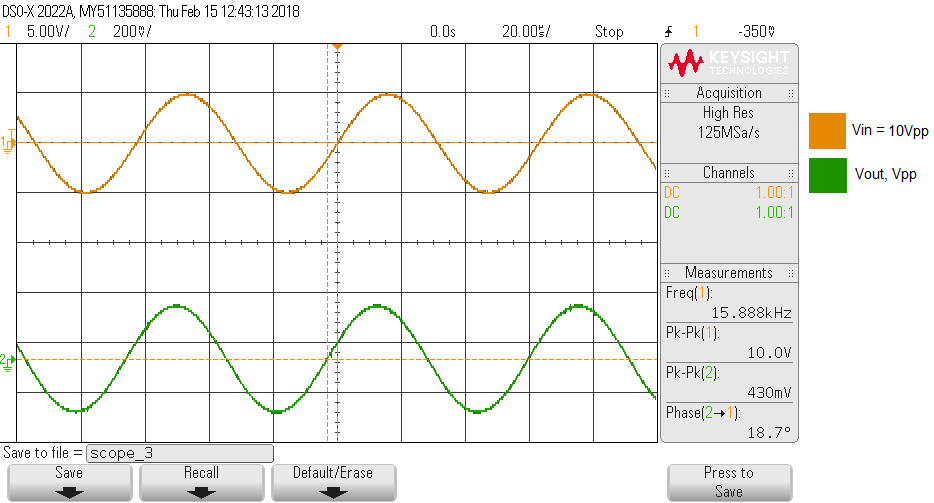 DSO-X 2022A, MY51135888: Thu Feb 15 12:43:13 2018
1 5.00V/ 2 200mV/ 0.0s 20.00us/ Stop 1 -350mV
KEYSIGHT
TECHNOLOGIES
Acquisition
High Res
125MSa/s
Channels
DC 1.00:1
DC 1.00:1
Measurements
Freq(1):
15.888kHz
Pk-Pk(1):
10.0V
Pk-Pk(2):
430mV
Phase(2→1):
18.7°
Vin = 10Vpp
Vout, Vpp
1
2
Save to file = scope_3
Save
Recall
Default/Erase
Press to
Save